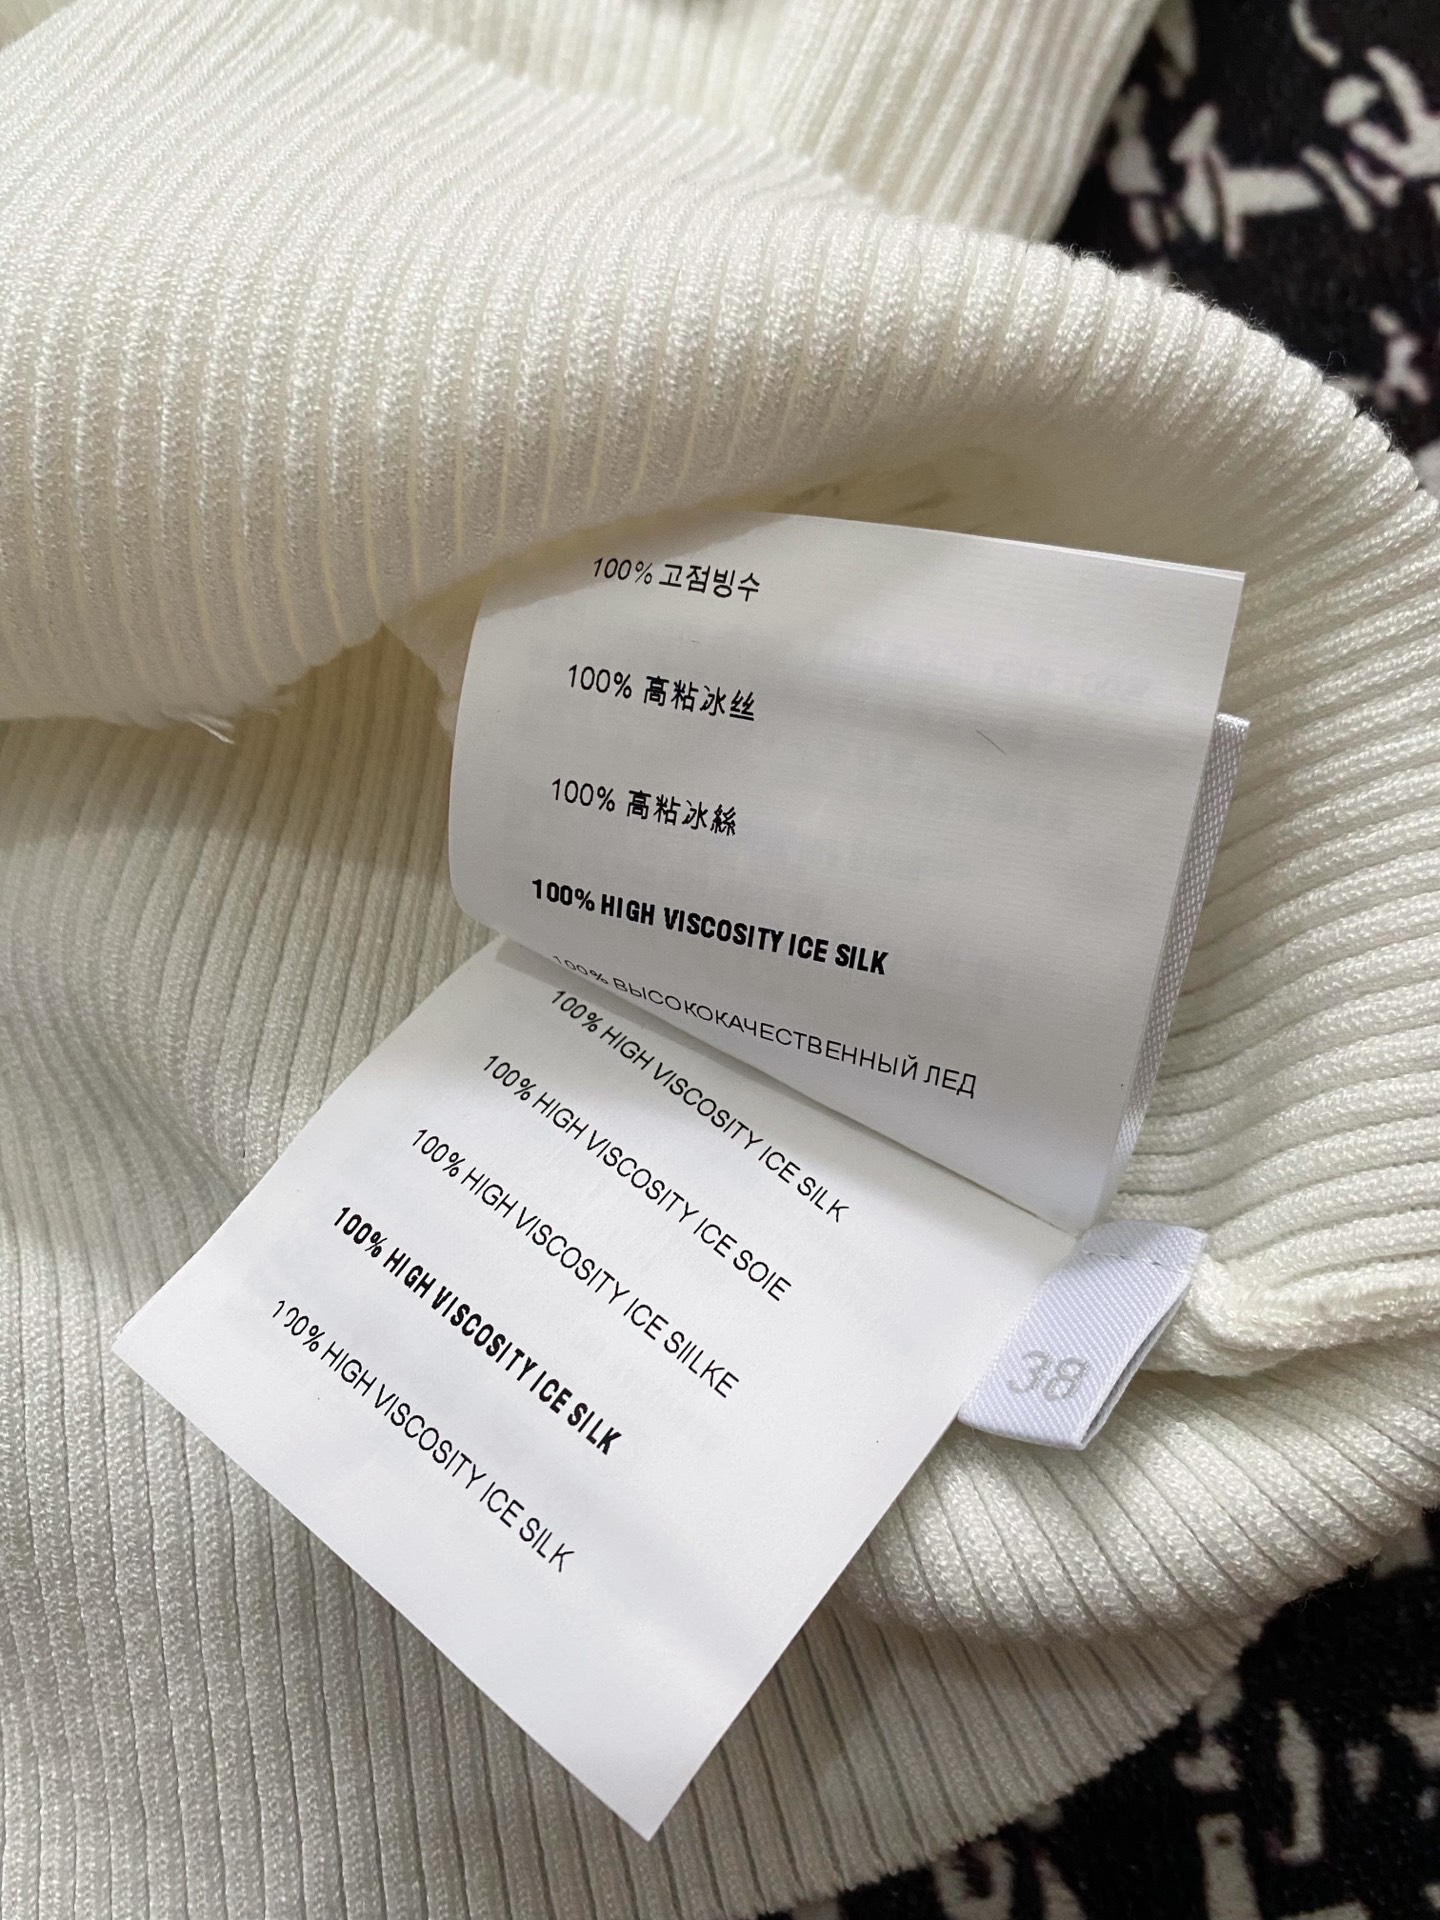 100% 고점빙수
100% 高粘冰丝
100% 高粘冰絲
100% HIGH VISCOSITY ICE SILK
100% ВЫСОКОКАЧЕСТВЕННЫЙ ЛЕД
100% HIGH VISCOSITY ICE SILK
100% HIGH VISCOSITY ICE SOIE
100% HIGH VISCOSITY ICE SIILKE
100% HIGH VISCOSITY ICE SILK
100% HIGH VISCOSITY ICE SILK
38